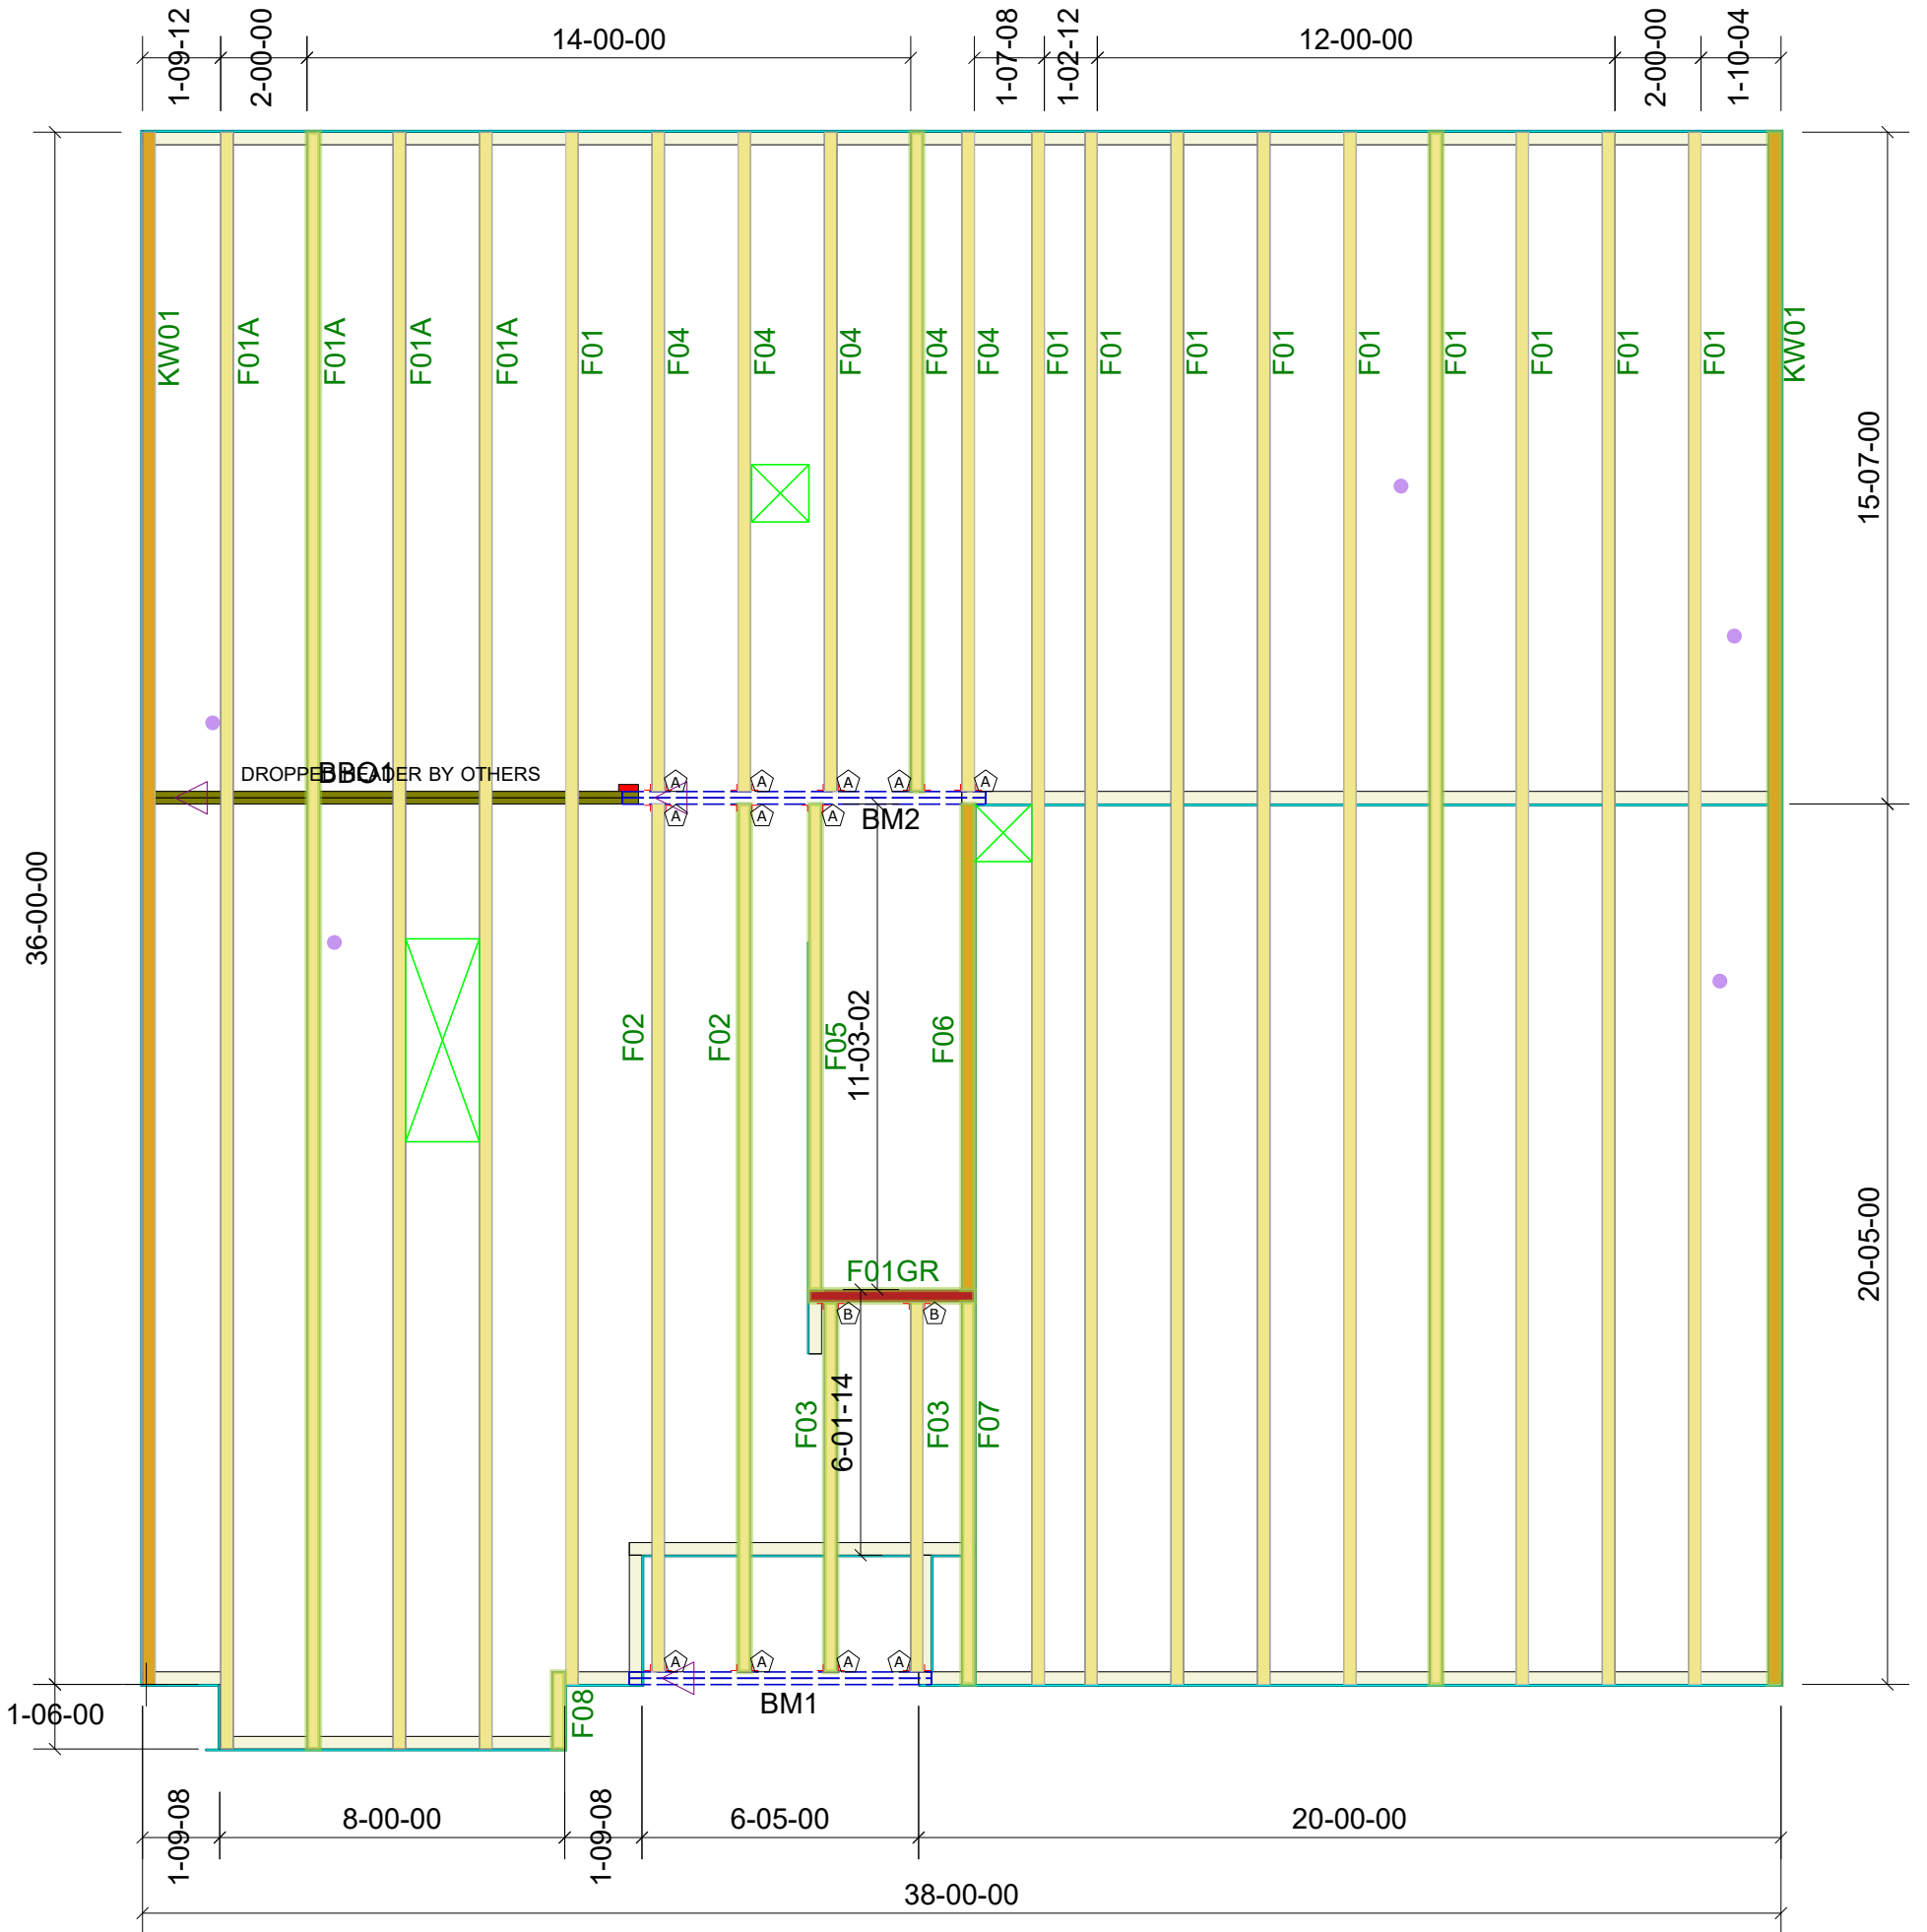 1-09-12
2-00-00
14-00-00
1-07-08
1-02-12
12-00-00
2-00-00
1-10-04
KW01
F01A
F01A
F01A
F01A
F01
F04
F04
F04
F04
F04
F01
F01
F01
F01
F01
F01
F01
F01
F01
KW01
15-07-00
DROPPED HEADER BY OTHERS
BBO1
A
A
A
A
A
A
A
A
BM2
36-00-00
F02
F02
F05
11-03-02
F06
20-05-00
F01GR
B
B
F03
6-01-14
F03
F07
A
A
A
A
BM1
F08
1-06-00
1-09-08
8-00-00
1-09-08
6-05-00
20-00-00
38-00-00